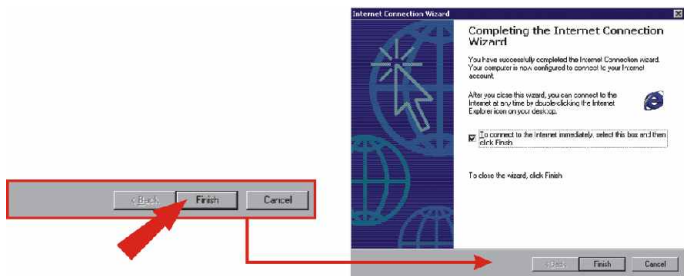 Internet Connection Wizard
Completing the Internet Connection
Wizard
You have successfully completed the Internet Connection wizard.
Your computer is now configured to connect to your Internet
account.
After you close this wizard, you can connect to the
Internet at any time by double-clicking the Internet
Explorer icon on your desktop.
To connect to the Internet immediately, select this box and then
click Finish
To close the wizard, click Finish
< Back Finish Cancel
< Back Finish Cancel